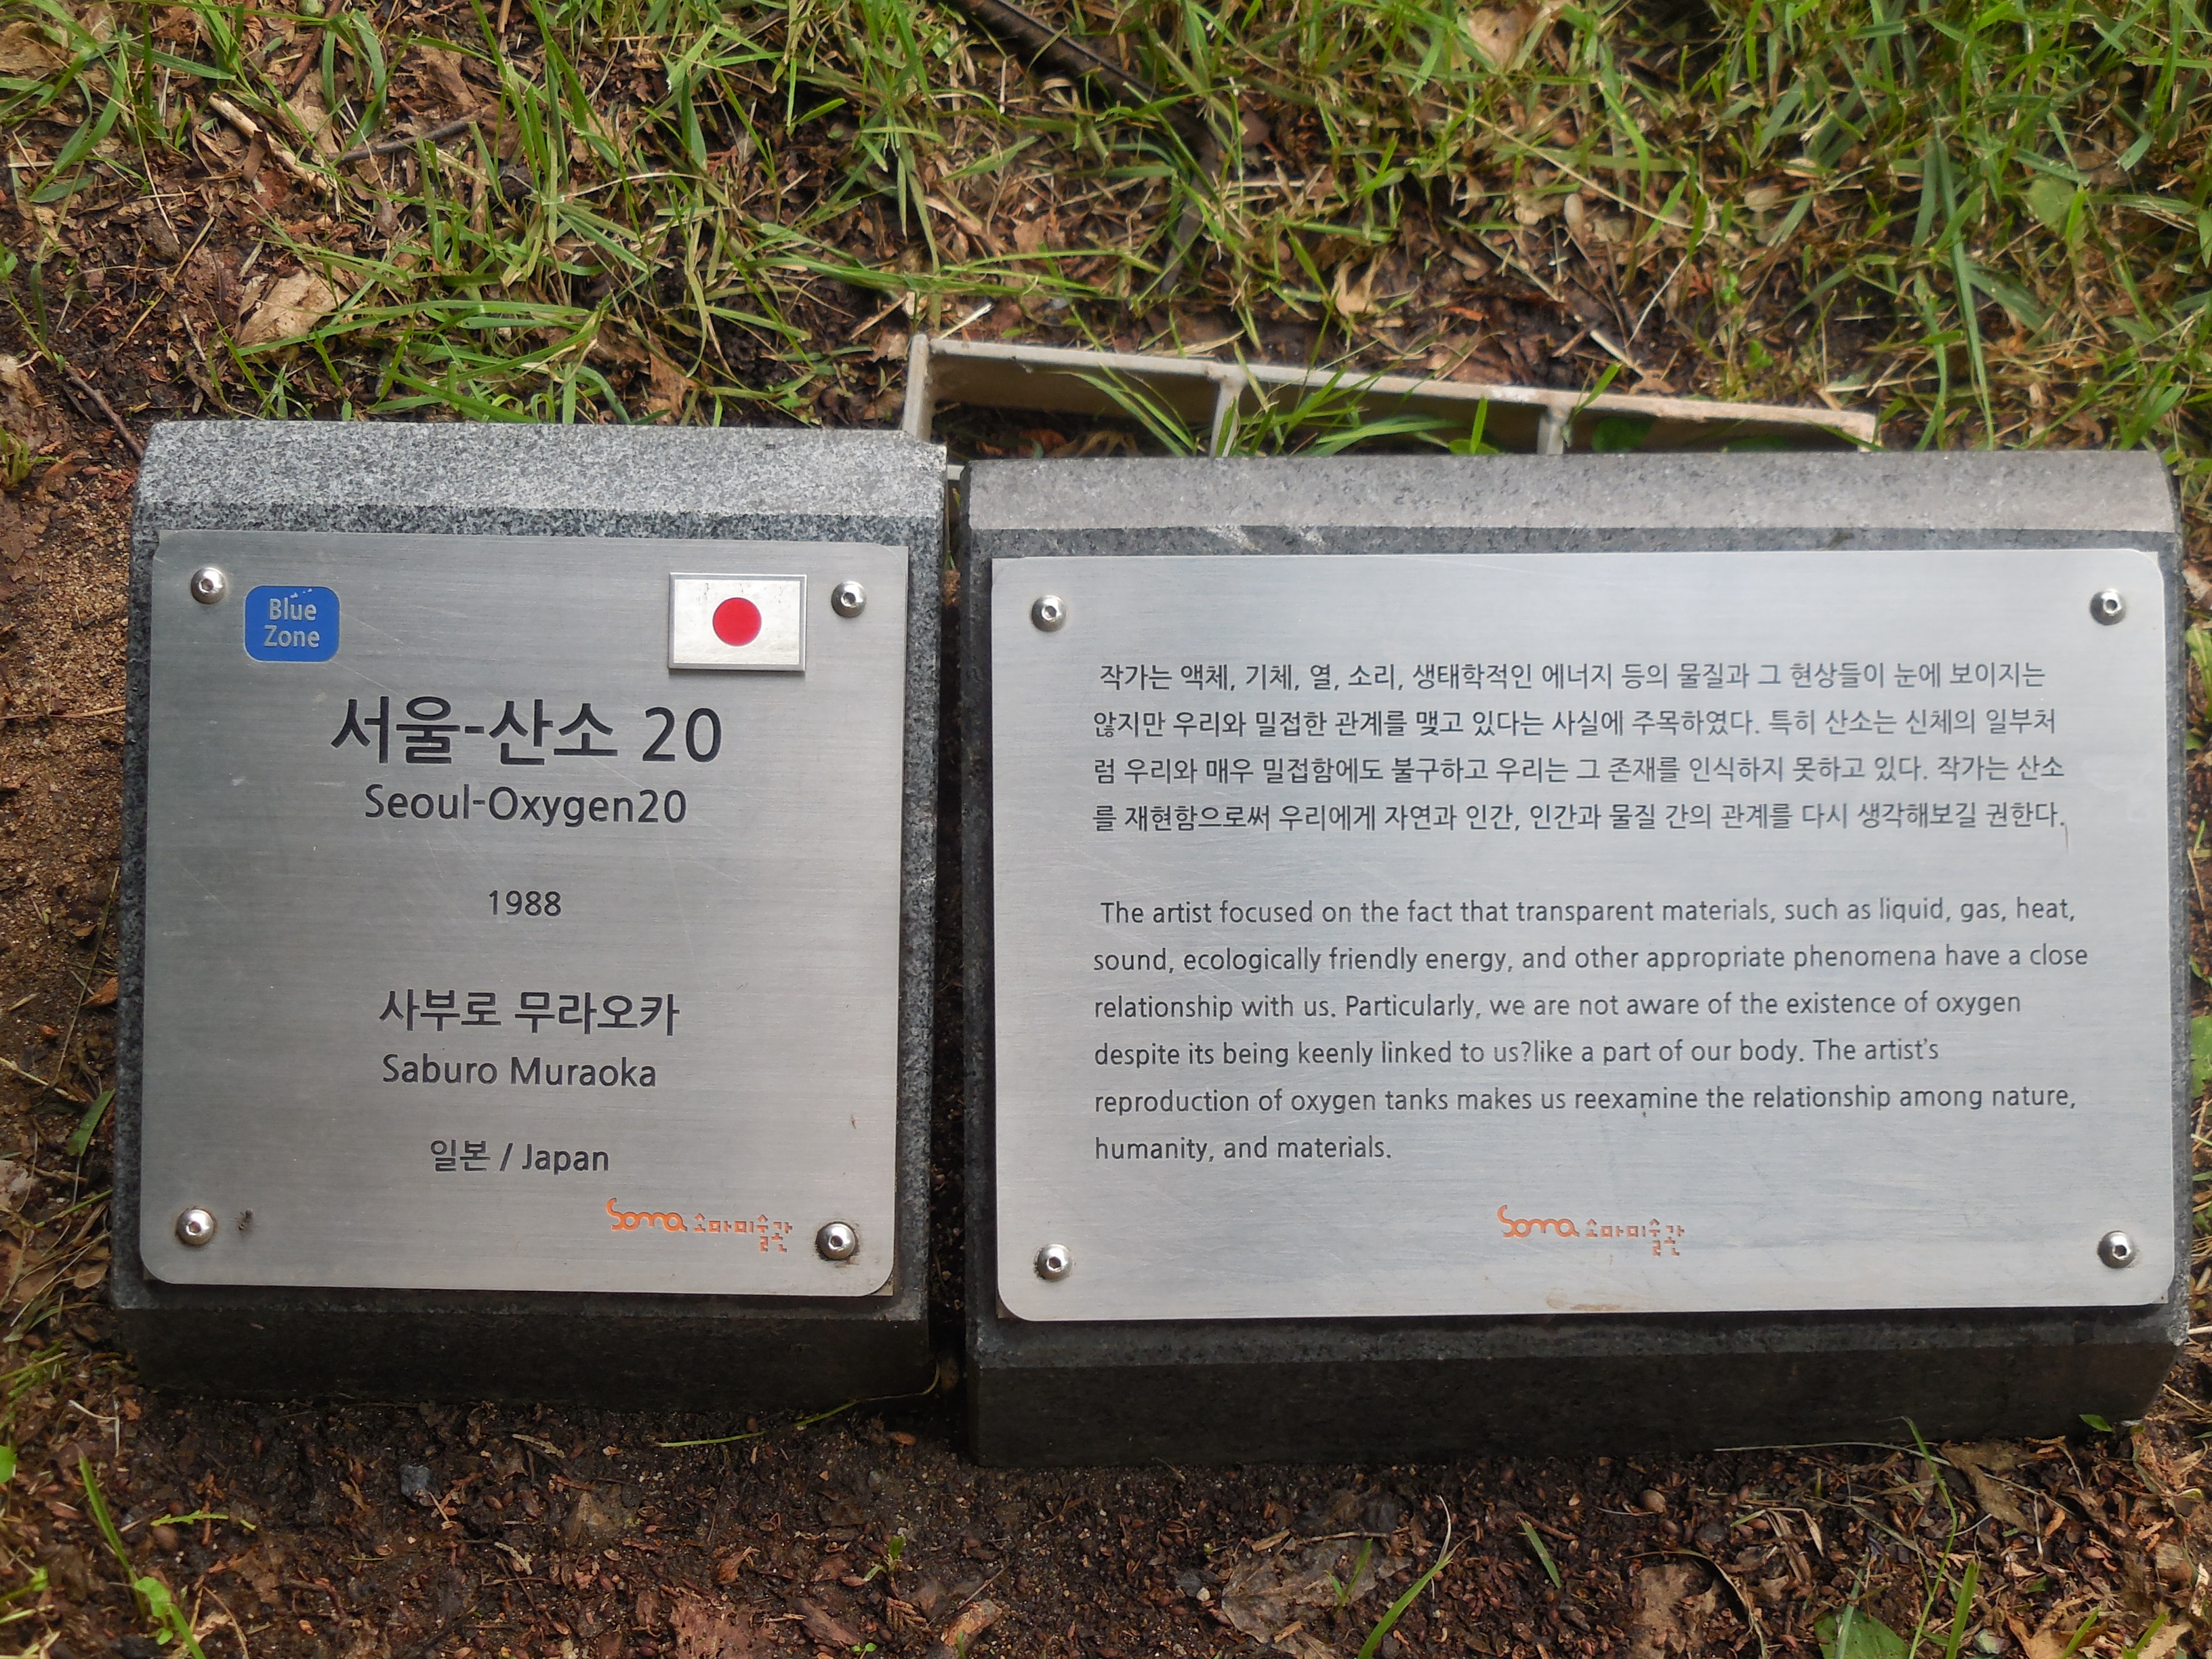 Blue
Zone
서울-산소 20
Seoul-Oxygen20
1988
사부로 무라오카
Saburo Muraoka
일본 / Japan
Soma 소마미술관
작가는 액체, 기체, 열, 소리, 생태학적인 에너지 등의 물질과 그 현상들이 눈에 보이지는
않지만 우리와 밀접한 관계를 맺고 있다는 사실에 주목하였다. 특히 산소는 신체의 일부처
럼 우리와 매우 밀접함에도 불구하고 우리는 그 존재를 인식하지 못하고 있다. 작가는 산소
를 재현함으로써 우리에게 자연과 인간, 인간과 물질 간의 관계를 다시 생각해보길 권한다.
The artist focused on the fact that transparent materials, such as liquid, gas, heat,
sound, ecologically friendly energy, and other appropriate phenomena have a close
relationship with us. Particularly, we are not aware of the existence of oxygen
despite its being keenly linked to us?like a part of our body. The artist's
reproduction of oxygen tanks makes us reexamine the relationship among nature,
humanity, and materials.
Soma 소마미술관